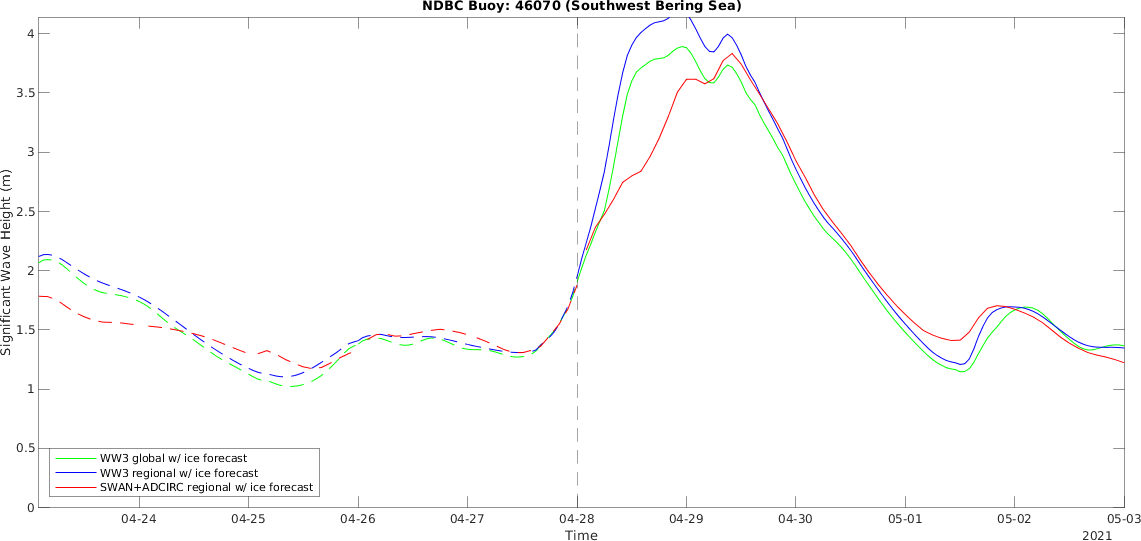 NDBC Buoy: 46070 (Southwest Bering Sea)
Significant Wave Height (m)
4
3.5
3
2.5
2
1.5
1
0.5
0
WW3 global w/ ice forecast
WW3 regional w/ ice forecast
SWAN+ADCIRC regional w/ ice forecast
04-24 04-25 04-26 04-27 04-28 04-29 04-30 05-01 05-02 05-03
Time
2021